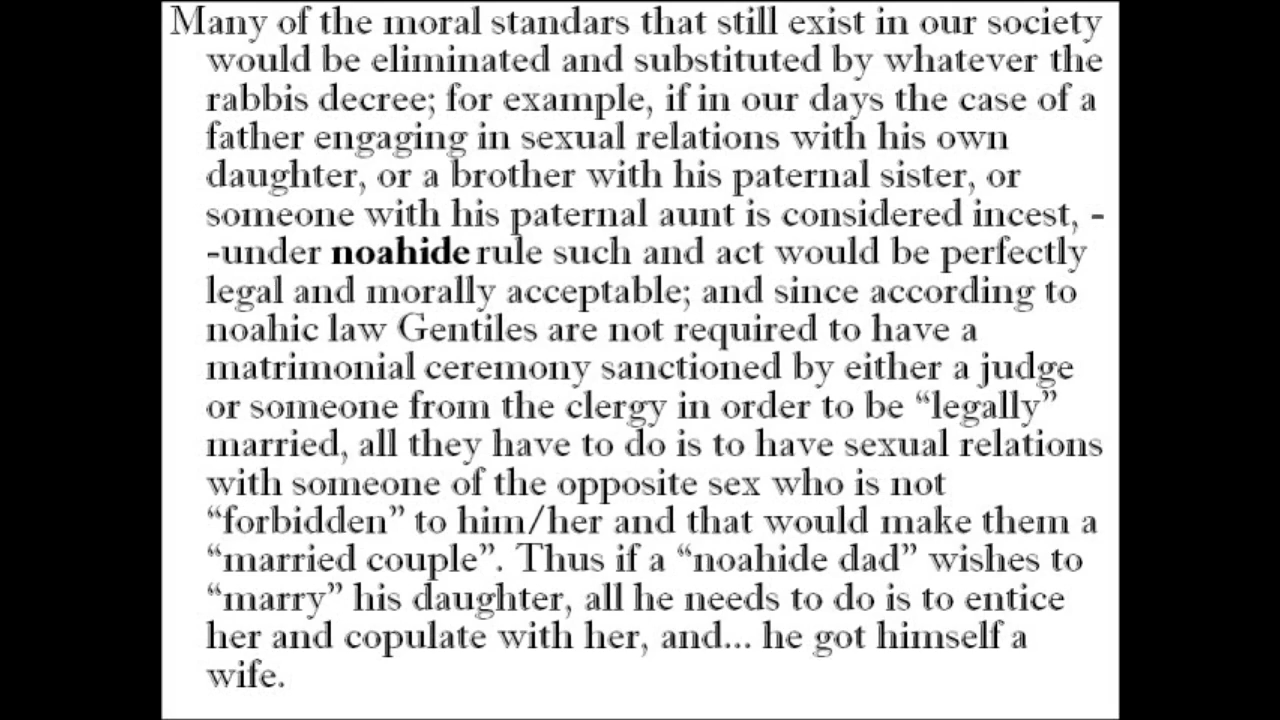 Many of the moral standars that still exist in our society
would be eliminated and substituted by whatever the
rabbis decree; for example, if in our days the case of a
father engaging in sexual relations with his own
daughter, or a brother with his paternal sister, or
someone with his paternal aunt is considered incest, -
-under noahide rule such and act would be perfectly
legal and morally acceptable; and since according to
noahic law Gentiles are not required to have a
matrimonial ceremony sanctioned by either a judge
or someone from the clergy in order to be “legally”
married, all they have to do is to have sexual relations
with someone of the opposite sex who is not
“forbidden” to him/her and that would make them a
“married couple”. Thus if a “noahide dad” wishes to
“marry” his daughter, all he needs to do is to entice
her and copulate with her, and... he got himself a
wife.